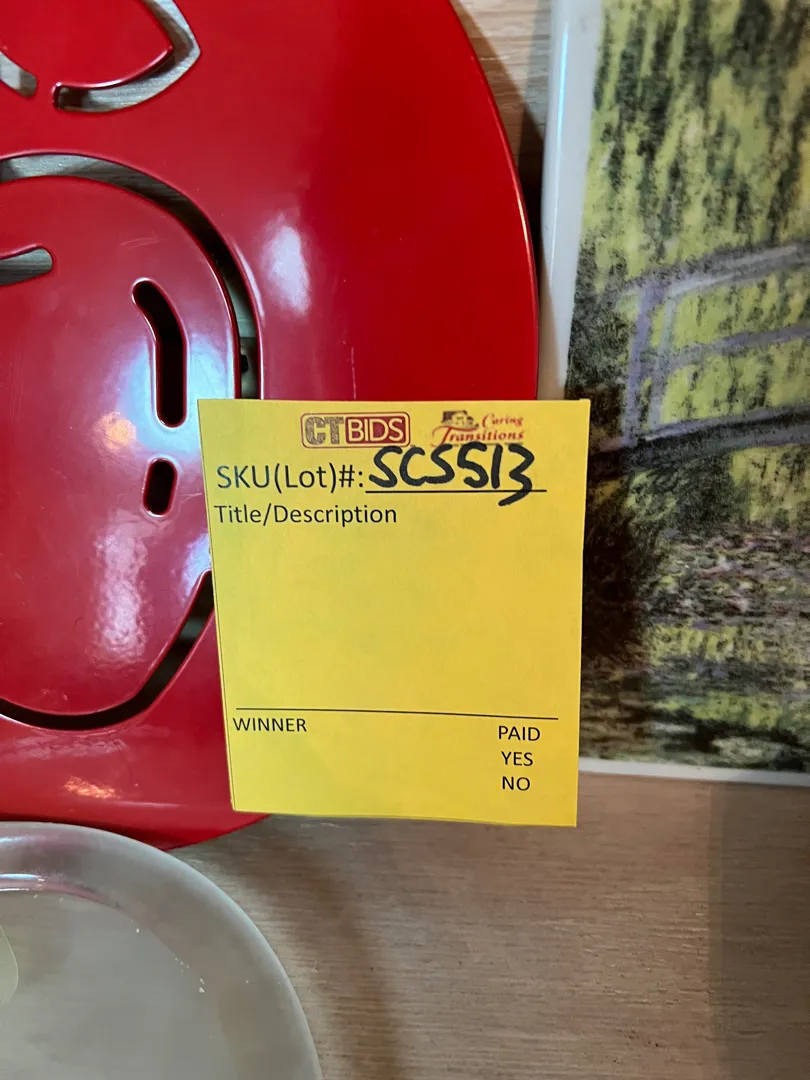 CTBIDS Caring Transitions
SKU(Lot)#: SCS513
Title/Description
WINNER PAID
YES
NO